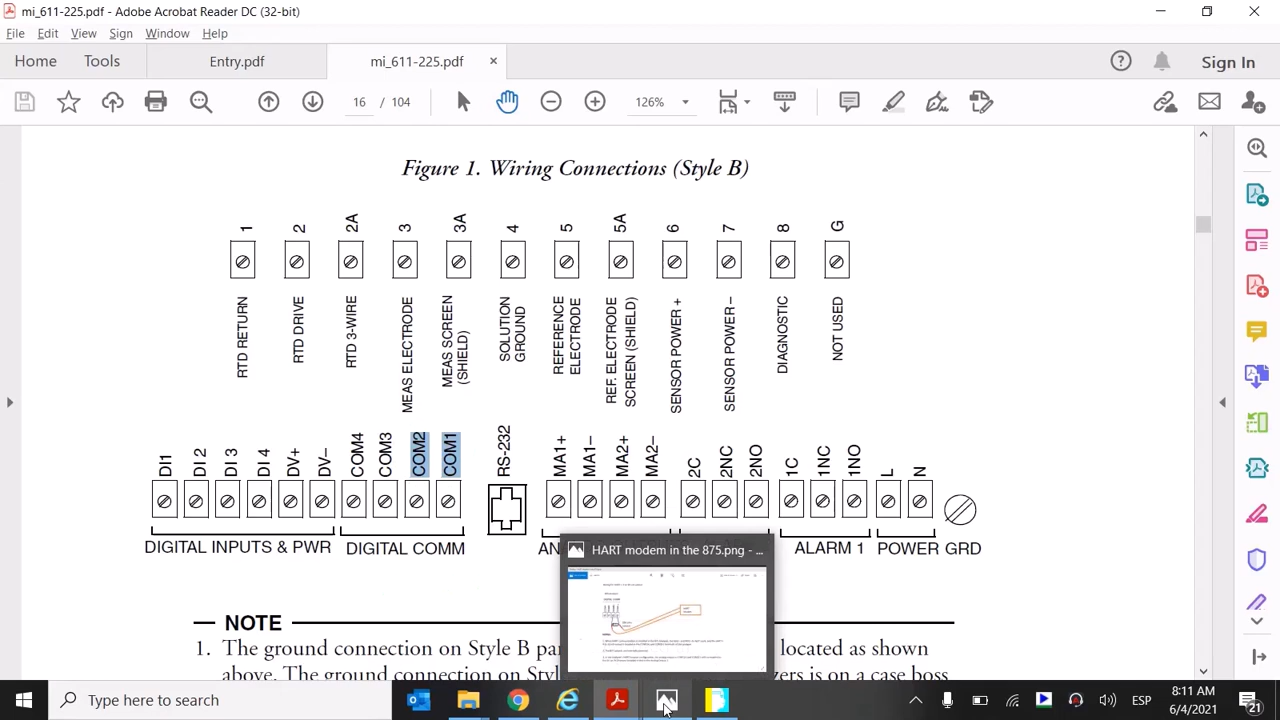 mi_611-225.pdf - Adobe Acrobat Reader DC (32-bit)
File Edit View Sign Window Help
Home Tools Entry.pdf mi_611-225.pdf × Sign In
16 / 104 126%
Figure 1. Wiring Connections (Style B)
1 2 2A 3 3A 4 5 5A 6 7 8 G
RTD RETURN
RTD DRIVE
RTD 3-WIRE
MEAS ELECTRODE
MEAS SCREEN
(SHIELD)
SOLUTION
GROUND
REFERENCE
ELECTRODE
REF. ELECTRODE
SCREEN (SHIELD)
SENSOR POWER +
SENSOR POWER –
DIAGNOSTIC
NOT USED
DI1 DI 2 DI 3 DI 4 DV+ DV– COM4 COM3 COM2 COM1 RS-232 MA1+ MA1– MA2+ MA2– 2C 2NC 2NO 1C 1NC 1NO L N
DIGITAL INPUTS & PWR DIGITAL COMM ALARM 1 POWER GRD
HART modem in the 875.png - ...
NOTE
1. The ground connection on Style B pa located as shown
above. The ground connection on Styl zers is on a case boss
Type here to search
ESP
8:11 AM
6/4/2021
21